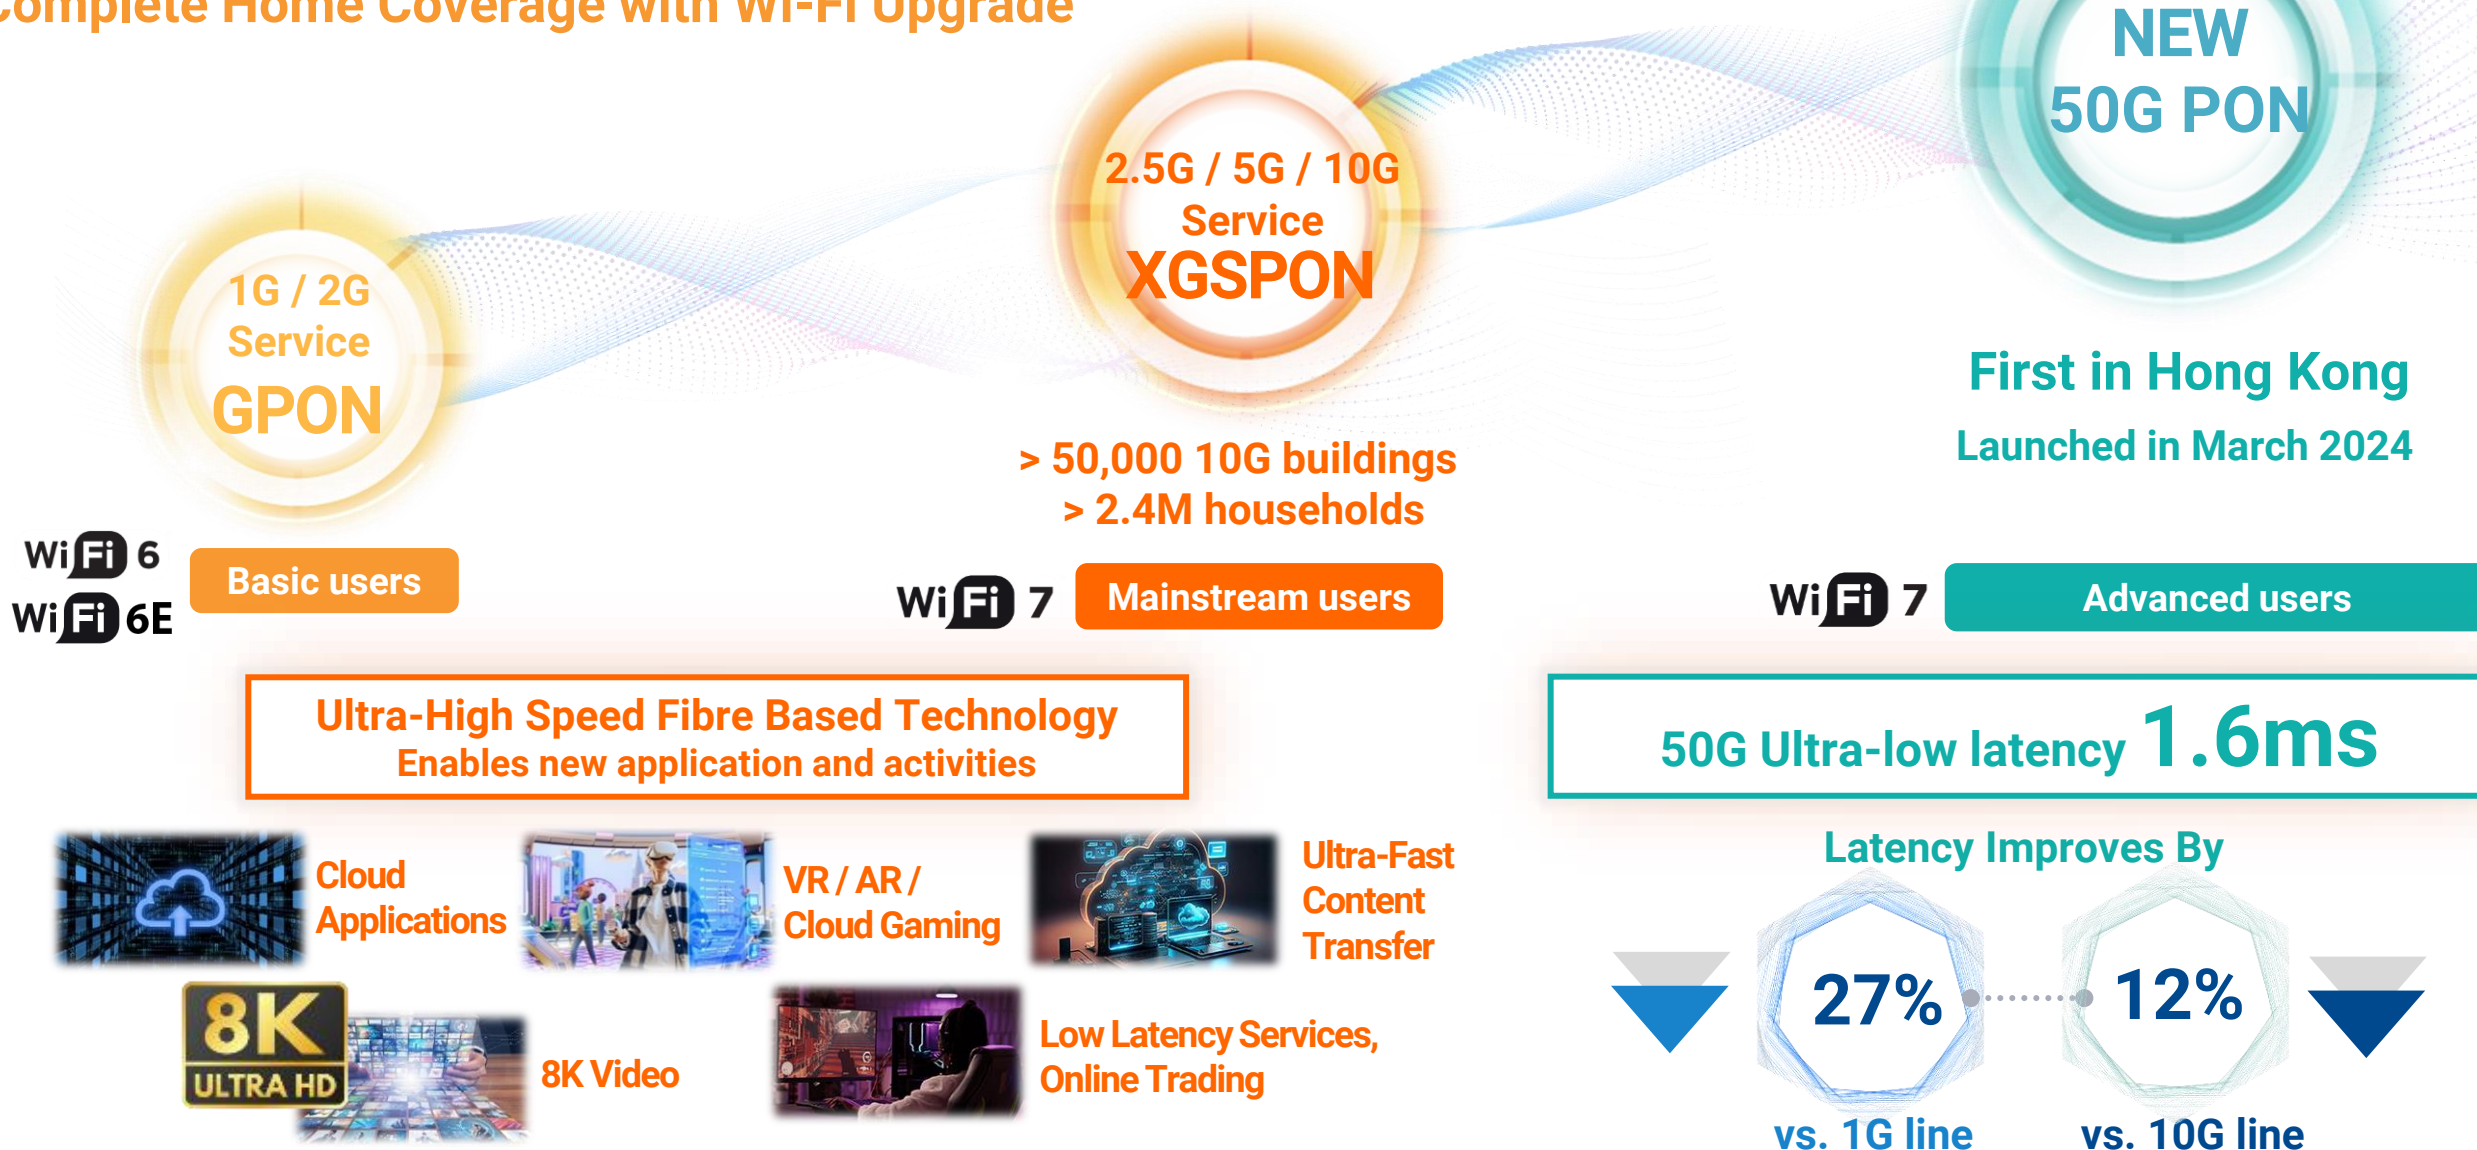 Complete Home Coverage with Wi-Fi Upgrade
NEW
50G PON
2.5G / 5G / 10G
Service
XGSPON
1G / 2G
Service
GPON
First in Hong Kong
Launched in March 2024
> 50,000 10G buildings
> 2.4M households
WiFi 6
WiFi 6E
Basic users
WiFi 7
Mainstream users
WiFi 7
Advanced users
Ultra-High Speed Fibre Based Technology
Enables new application and activities
50G Ultra-low latency 1.6ms
Cloud
Applications
VR / AR /
Cloud Gaming
Ultra-Fast
Content
Transfer
8K
ULTRA HD
8K Video
Low Latency Services,
Online Trading
Latency Improves By
27%
12%
vs. 1G line
vs. 10G line